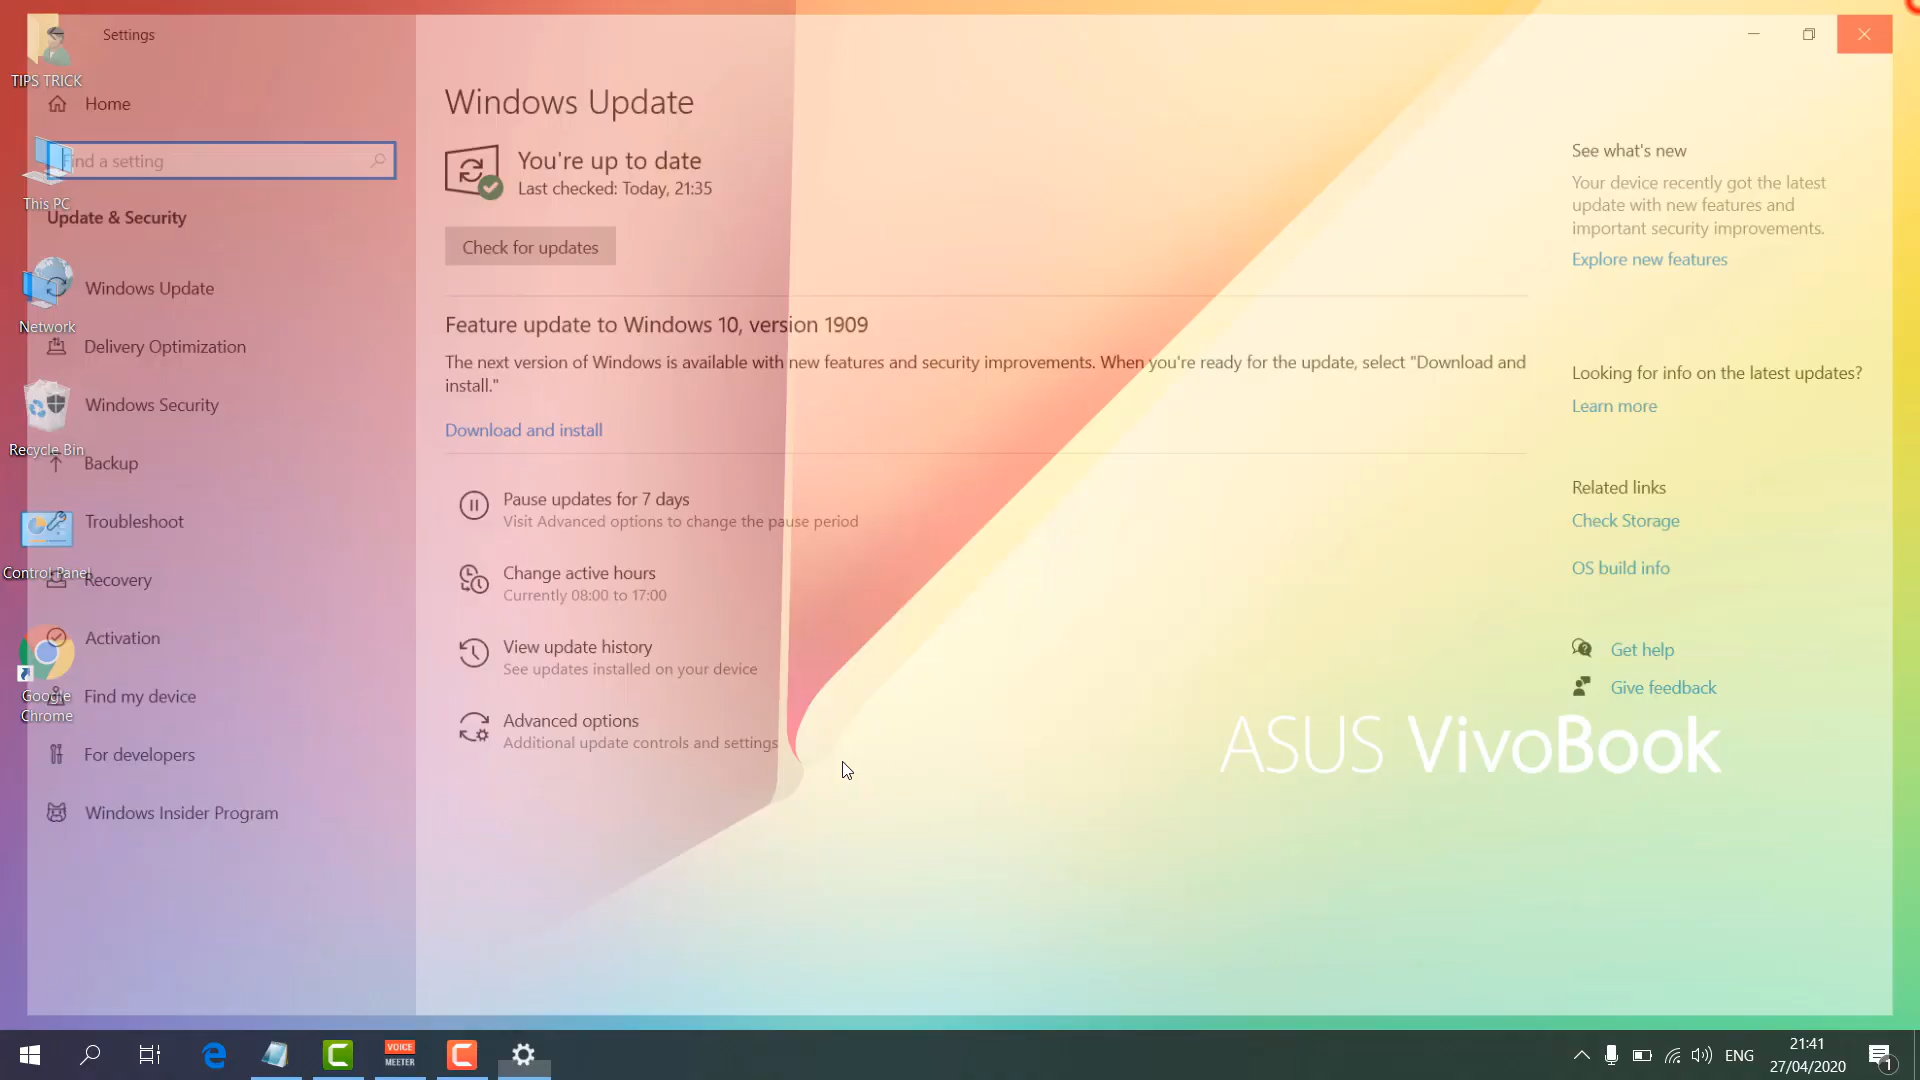 Settings
TIPS TRICK
Home
Find a setting
This PC
Update & Security
Windows Update
Network
Delivery Optimization
Windows Security
Recycle Bin
Backup
Troubleshoot
Control Panel
Recovery
Activation
Google
Chrome
Find my device
For developers
Windows Insider Program
Windows Update
You're up to date
Last checked: Today, 21:35
Check for updates
Feature update to Windows 10, version 1909
The next version of Windows is available with new features and security improvements. When you're ready for the update, select "Download and
install."
Download and install
Pause updates for 7 days
Visit Advanced options to change the pause period
Change active hours
Currently 08:00 to 17:00
View update history
See updates installed on your device
Advanced options
Additional update controls and settings
See what's new
Your device recently got the latest
update with new features and
important security improvements.
Explore new features
Looking for info on the latest updates?
Learn more
Related links
Check Storage
OS build info
Get help
Give feedback
ASUS VivoBook
VOICE
MEETER
ENG
21:41
27/04/2020
1